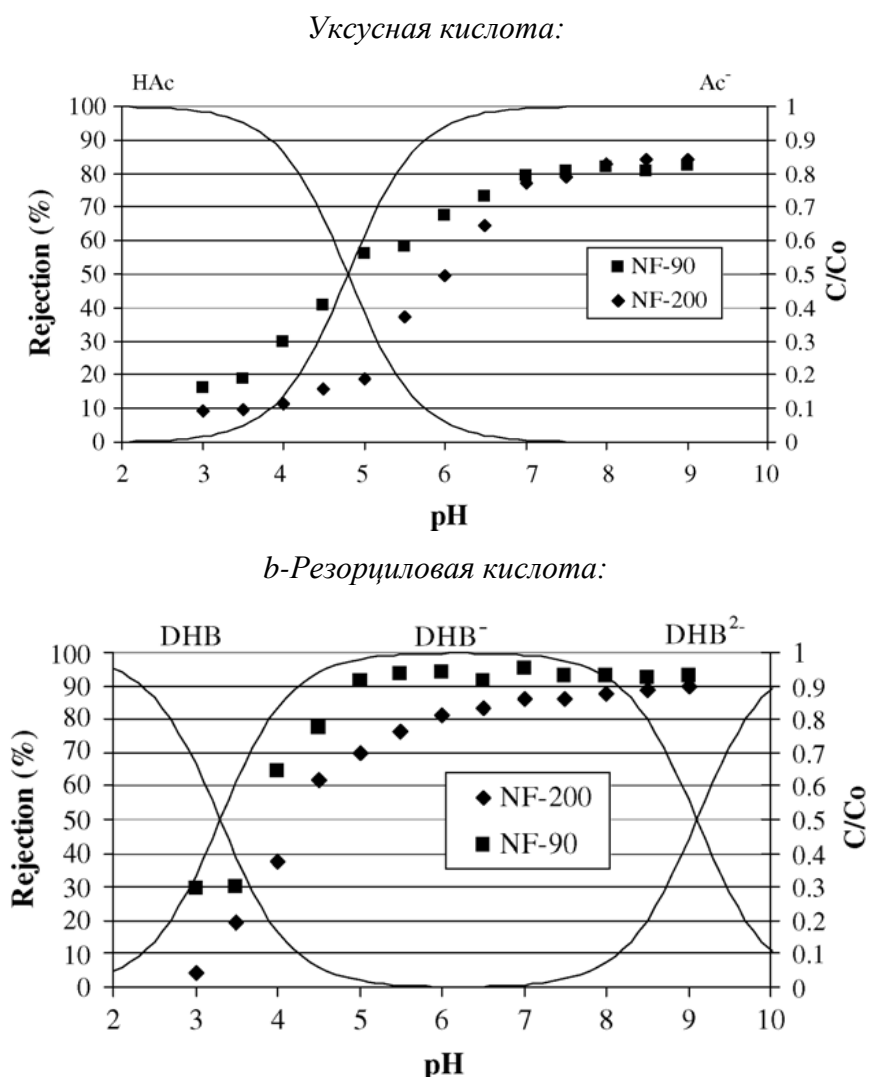 Уксусная кислота:
HAc Ac⁻
100 1
90 0.9
80 0.8
70 0.7
60 0.6
50 0.5
40 0.4
30 0.3
20 0.2
10 0.1
0 0
Rejection (%)
C/Co
NF-90
NF-200
2 3 4 5 6 7 8 9 10
pH
b-Резорциловая кислота:
DHB DHB⁻ DHB²⁻
100 1
90 0.9
80 0.8
70 0.7
60 0.6
50 0.5
40 0.4
30 0.3
20 0.2
10 0.1
0 0
Rejection (%)
C/Co
NF-200
NF-90
2 3 4 5 6 7 8 9 10
pH